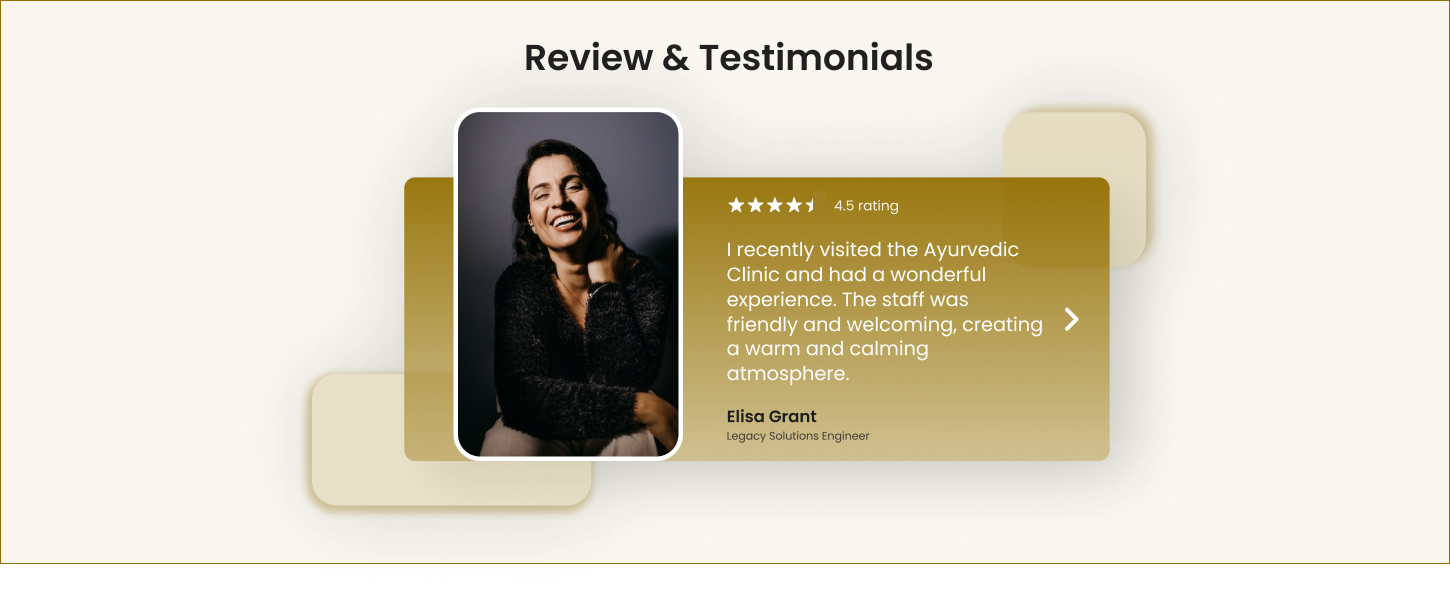 Review & Testimonials
4.5 rating
I recently visited the Ayurvedic
Clinic and had a wonderful
experience. The staff was
friendly and welcoming, creating
a warm and calming
atmosphere.
Elisa Grant
Legacy Solutions Engineer